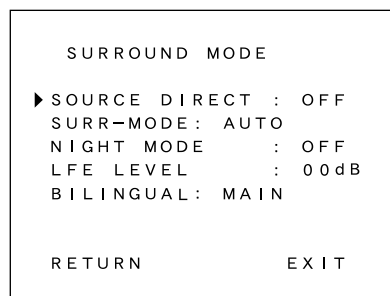 SURROUND MODE
SOURCE DIRECT : OFF
SURR-MODE: AUTO
NIGHT MODE : OFF
LFE LEVEL : 00dB
BILINGUAL: MAIN
RETURN EXIT